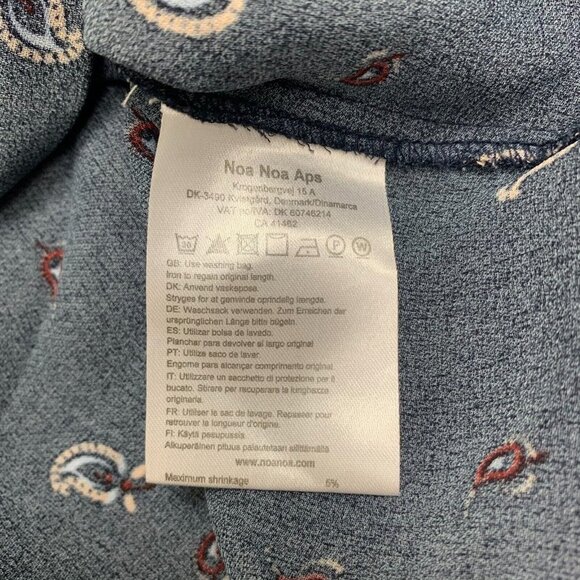 Noa Noa Aps
Krogenbergvej 15 A
DK-3490 Kvistgård, Denmark/Dinamarca
VAT no/IVA: DK 60746214
CA 41462
30 P W
GB: Use washing bag.
Iron to regain original length.
DK: Anvend vaskepose.
Stryges for at genvinde oprindelig længde.
DE: Waschsack verwenden. Zum Erreichen der
ursprünglichen Länge bitte bügeln.
ES: Utilizar bolsa de lavado.
Planchar para devolver al largo original
PT: Utilize saco de lavar.
Engome para alcançar comprimento original.
IT: Utilizzare un sacchetto di protezione per il
bucato. Stirare per recuperare la longhezza
originaria.
FR: Utiliser le sac de lavage. Repasser pour
retrouver la longueur d'origine.
FI: Käytä pesupussia.
Alkuperäinen pituus palautetaan silittämällä
www.noanoa.com
Maximum shrinkage 5%